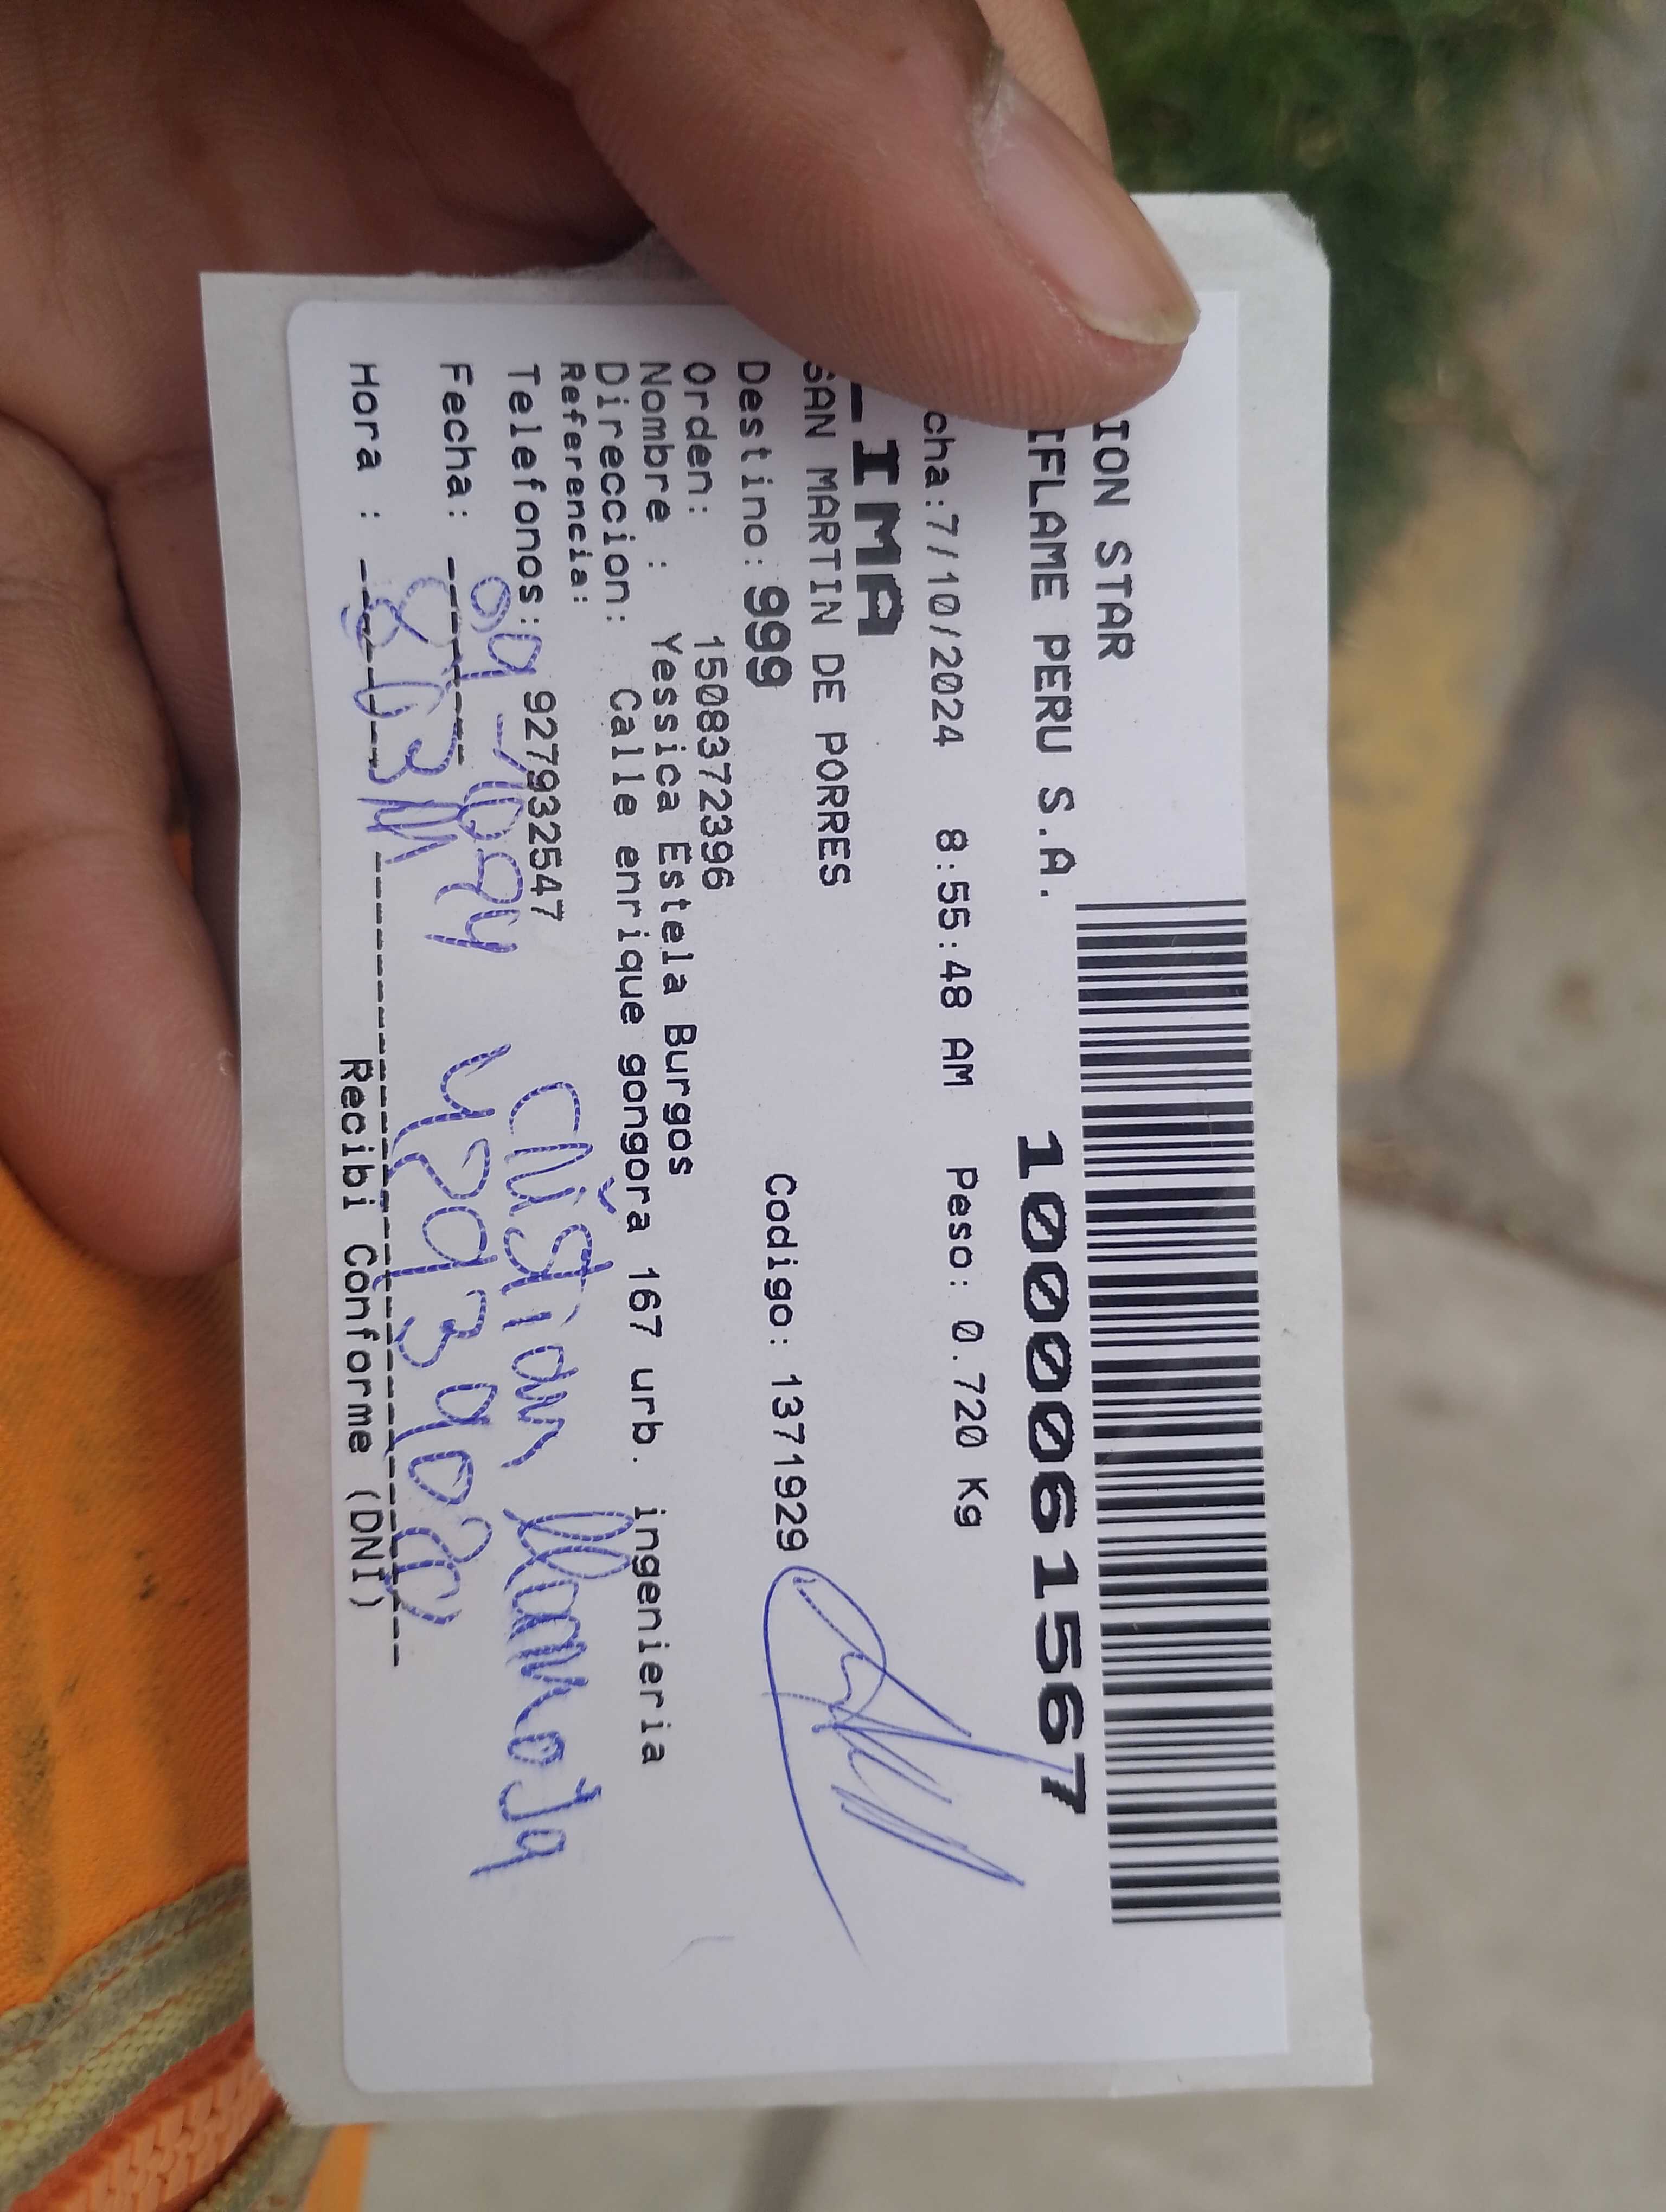 ION STAR
IFLAME PERU S.A. 10000061567
cha:7/10/2024 8:55:48 AM Peso: 0.720 Kg
LIMA
SAN MARTIN DE PORRES
Destino: 999 Codigo: 1371929
Orden: 1508372396
Nombre : Yessica Estela Burgos
Direccion: Calle enrique gongora 167 urb. ingenieria
Referencia:
Telefonos: 927932547
Fecha:
Hora :
Recibi Conforme (DNI)